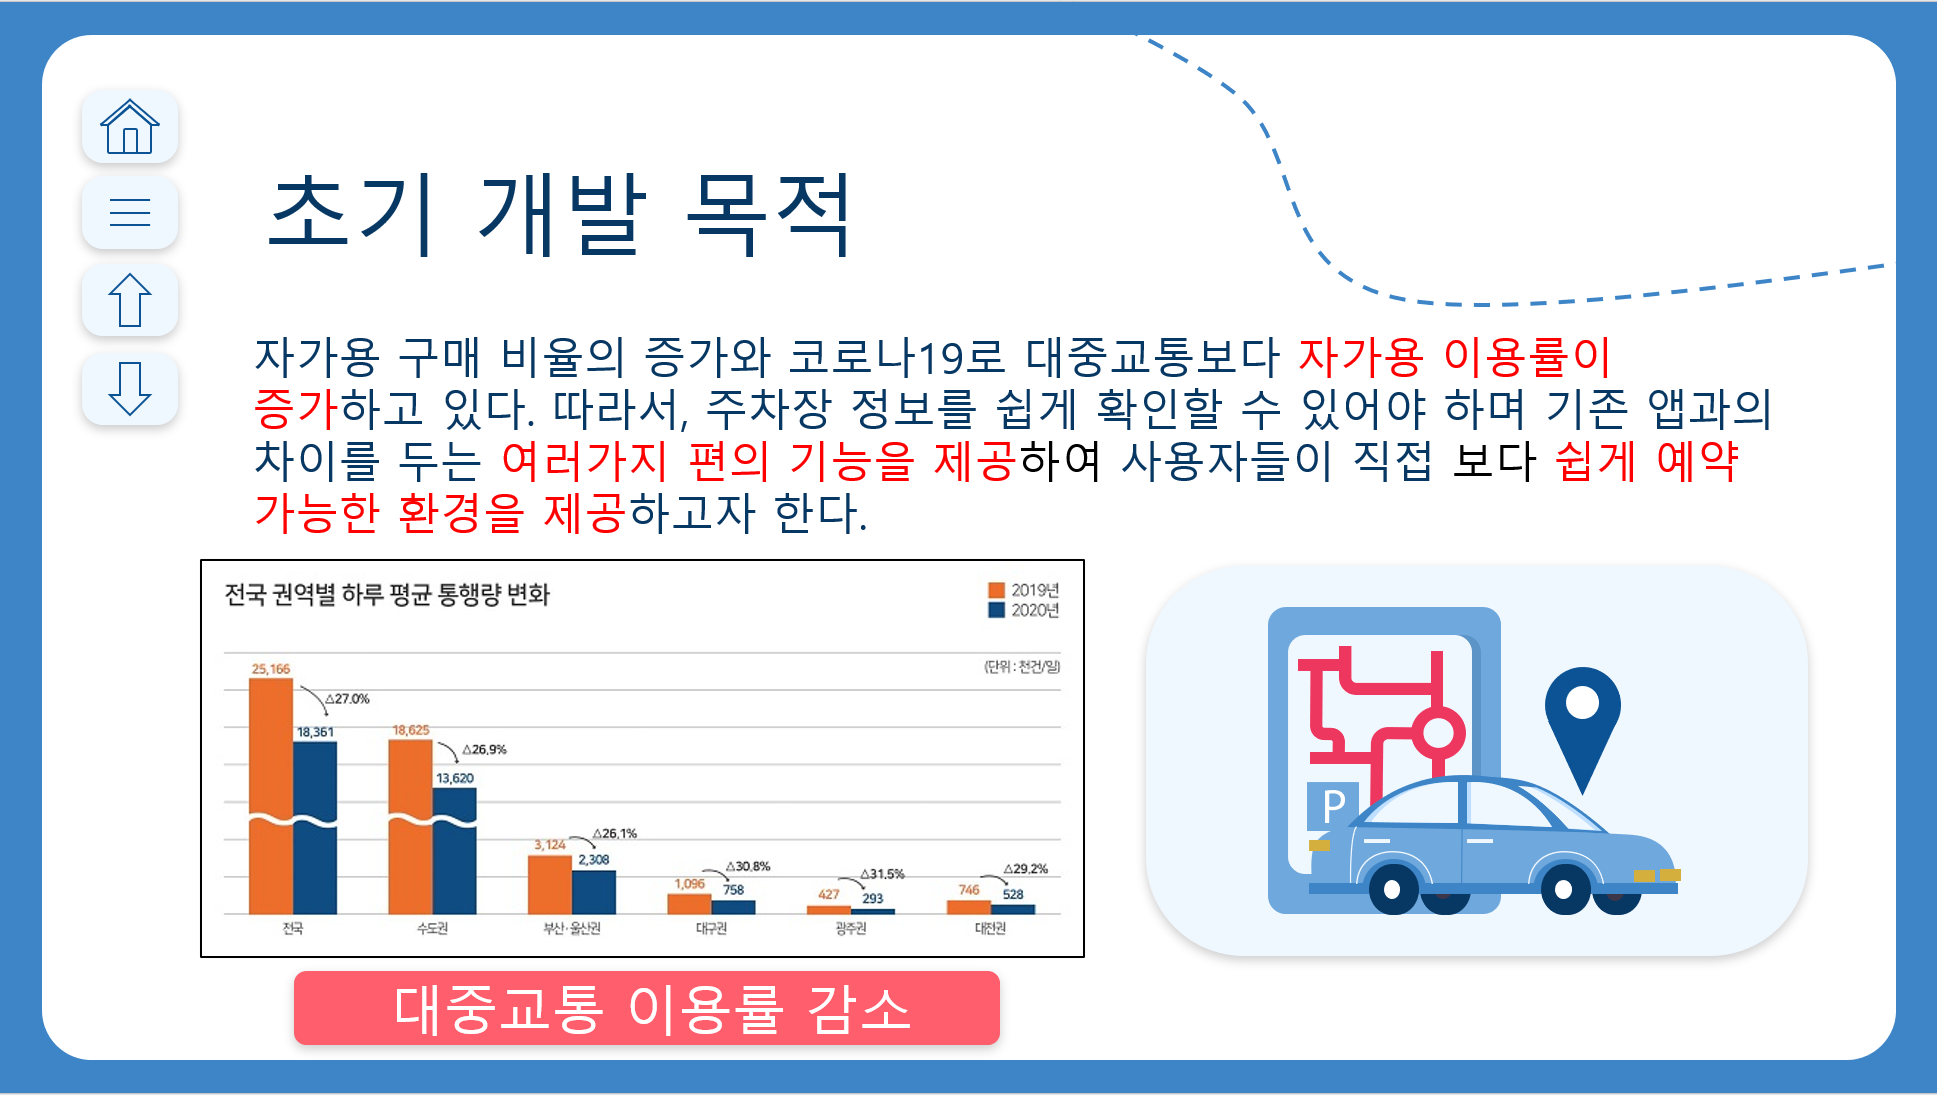 초기 개발 목적
자가용 구매 비율의 증가와 코로나19로 대중교통보다 자가용 이용률이
증가하고 있다. 따라서, 주차장 정보를 쉽게 확인할 수 있어야 하며 기존 앱과의
차이를 두는 여러가지 편의 기능을 제공하여 사용자들이 직접 보다 쉽게 예약
가능한 환경을 제공하고자 한다.
전국 권역별 하루 평균 통행량 변화
2019년
2020년
(단위 : 천건/일)
25,166
△27.0%
18,361
18,625
△26.9%
13,620
3,124
△26.1%
2,308
1,096
△30.8%
758
427
△31.5%
293
746
△29.2%
528
전국
수도권
부산·울산권
대구권
광주권
대전권
P
대중교통 이용률 감소